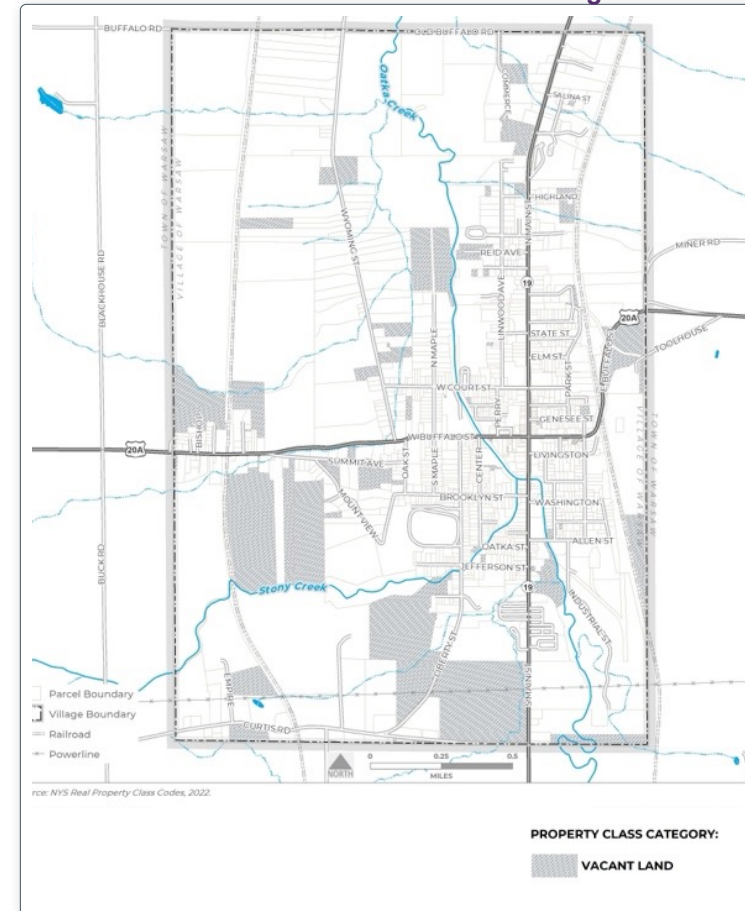 BUFFALO RD
OLD BUFFALO RD
Oatka Creek
COMMERCE
SALINA ST
TOWN OF WARSAW
VILLAGE OF WARSAW
HIGHLAND
WYOMING ST
N MAIN ST
REID AVE
MINER RD
BLACKHOUSE RD
19
LINWOOD AVE
20A
N MAPLE
STATE ST
TOOLHOUSE
ELM ST
PARK ST
E BUFFALO ST
W COURT ST
PERRY
GENESEE ST
BISHOP
W BUFFALO ST
20A
OAK ST
S MAPLE
CENTER
LIVINGSTON
SUMMIT AVE
VILLAGE OF WARSAW
TOWN OF WARSAW
MOUNT VIEW
BROOKLYN ST
WASHINGTON
BUCK RD
OATKA ST
ALLEN ST
JEFFERSON ST
Stony Creek
19
INDUSTRIAL ST
LIBERTY ST
EMPIRE
S MAIN ST
CURTIS RD
Parcel Boundary
Village Boundary
Railroad
Powerline
NORTH
0 0.25 0.5
MILES
rce: NYS Real Property Class Codes, 2022.
PROPERTY CLASS CATEGORY:
VACANT LAND